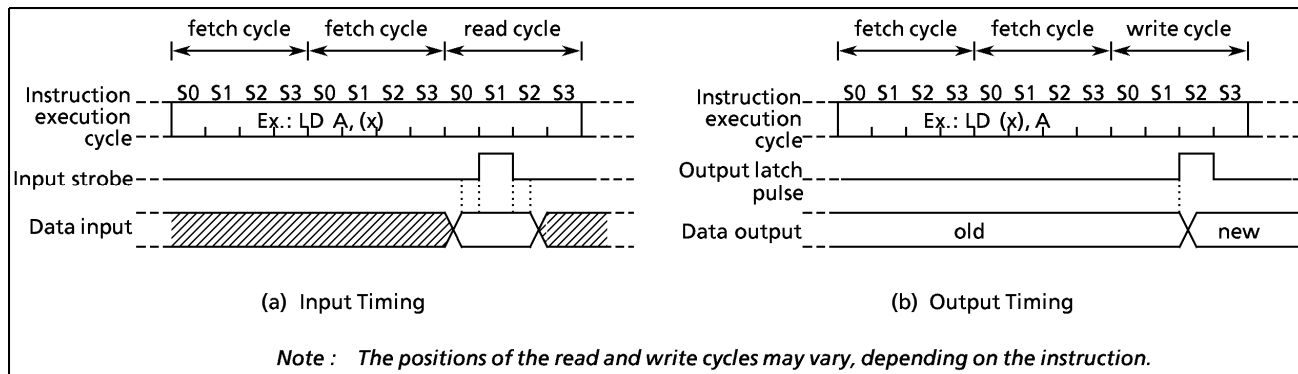 fetch cycle fetch cycle read cycle
S0 S1 S2 S3 S0 S1 S2 S3 S0 S1 S2 S3
Instruction
execution
cycle
Ex.: LD A, (x)
Input strobe
Data input
(a) Input Timing
fetch cycle fetch cycle write cycle
S0 S1 S2 S3 S0 S1 S2 S3 S0 S1 S2 S3
Instruction
execution
cycle
Ex.: LD (x), A
Output latch
pulse
Data output
old new
(b) Output Timing
Note : The positions of the read and write cycles may vary, depending on the instruction.